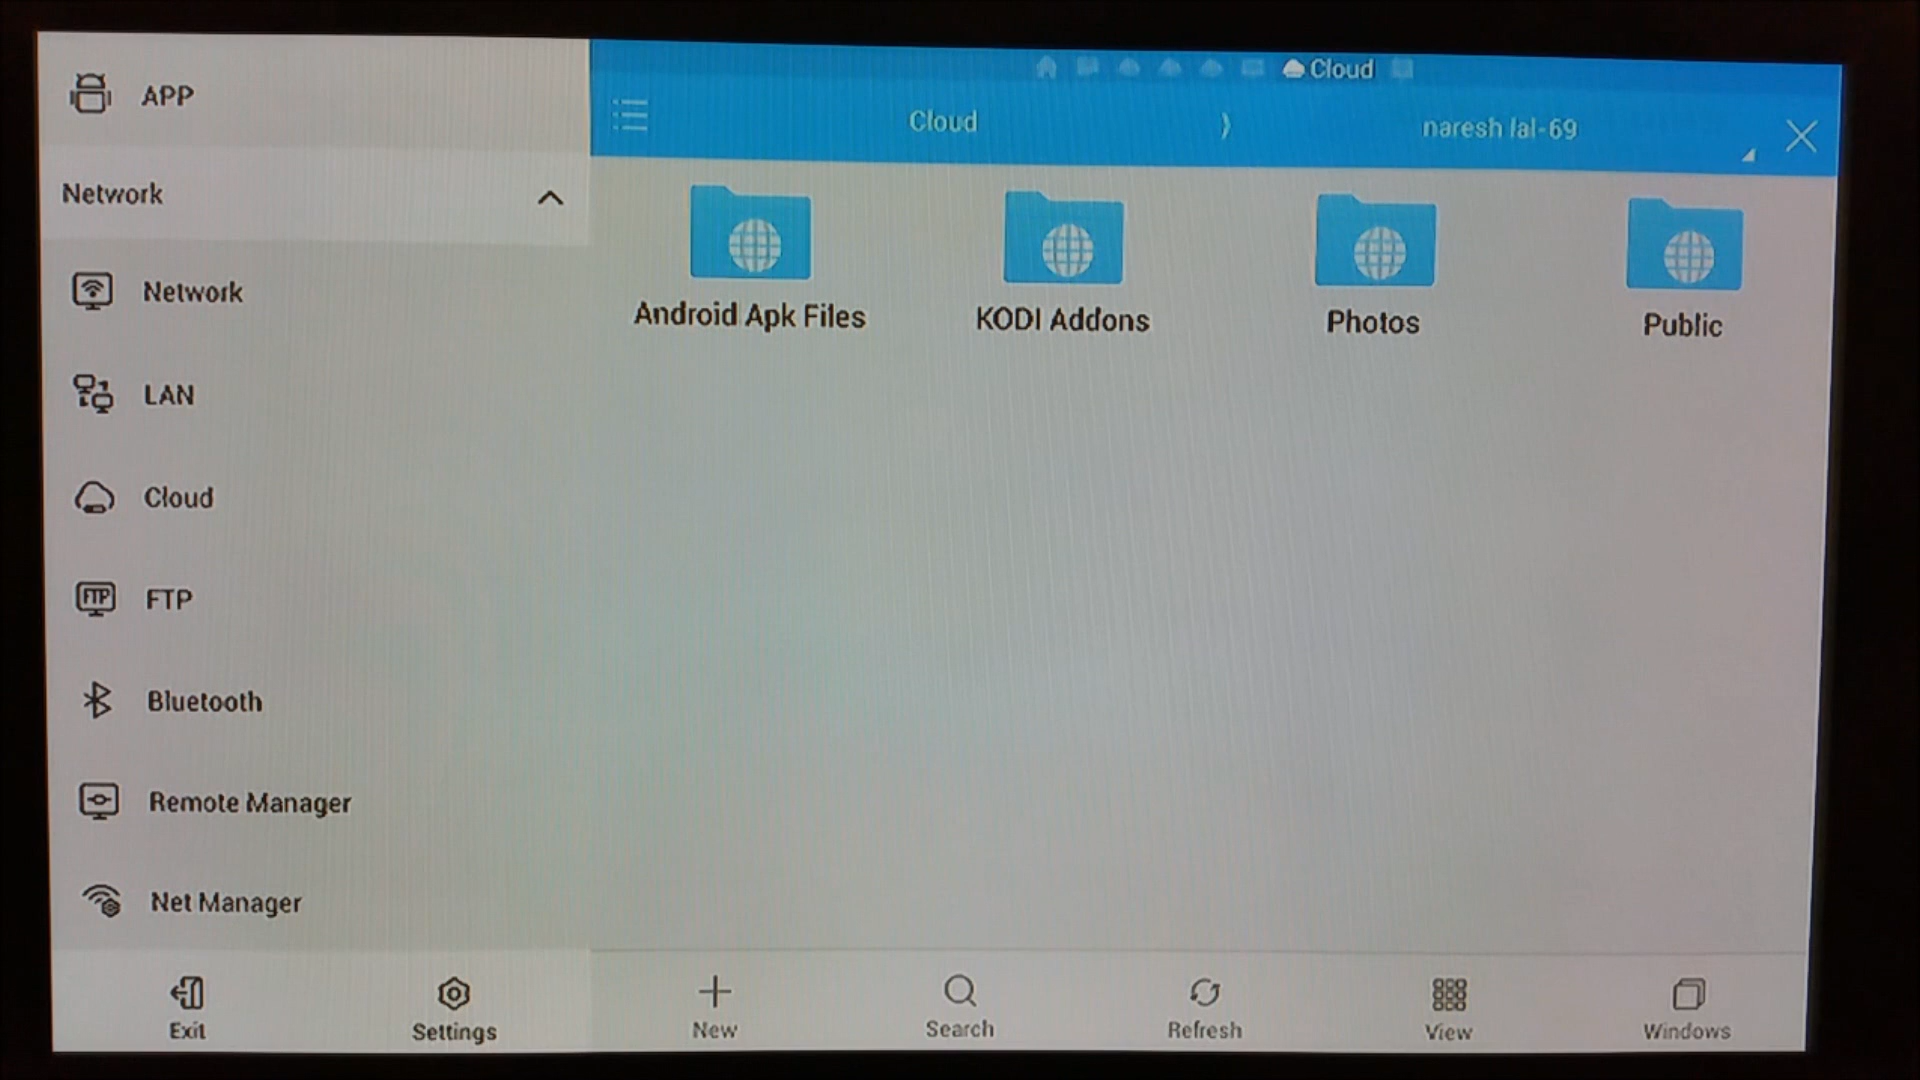 APP
Network
Network
LAN
Cloud
FTP
FTP
Bluetooth
Remote Manager
Net Manager
Exit
Settings
Cloud
Cloud
naresh lal-69
Android Apk Files
KODI Addons
Photos
Public
New
Search
Refresh
View
Windows